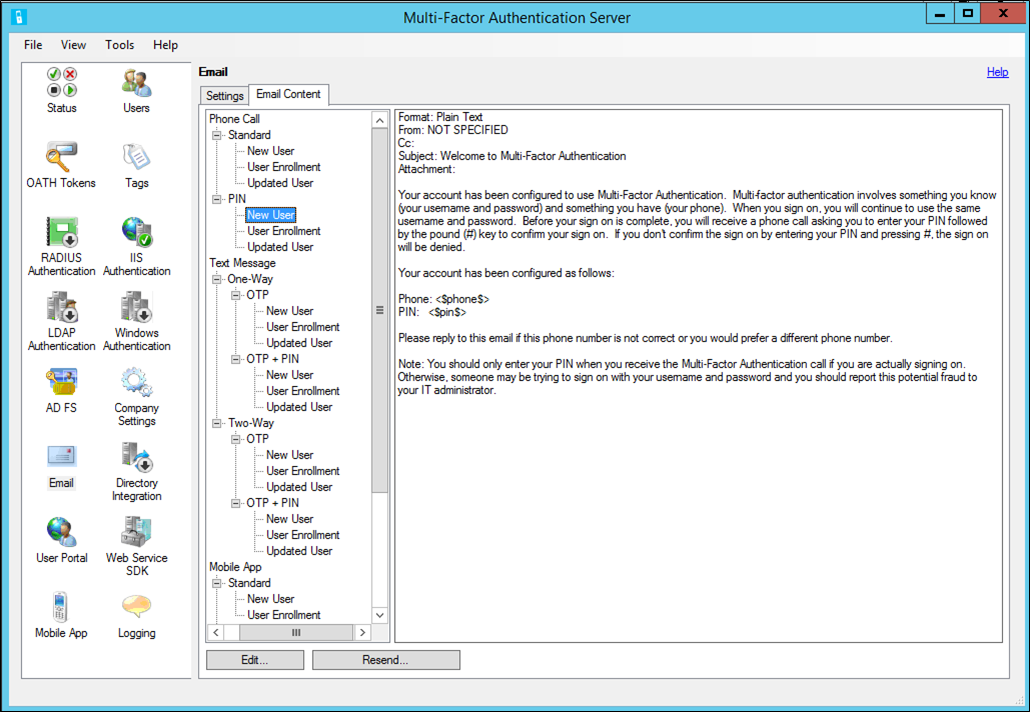 Multi-Factor Authentication Server
File View Tools Help
Status
Users
OATH Tokens
Tags
RADIUS
Authentication
IIS
Authentication
LDAP
Authentication
Windows
Authentication
AD FS
Company
Settings
Email
Directory
Integration
User Portal
Web Service
SDK
Mobile App
Logging
Email
Help
Settings
Email Content
Phone Call
Standard
New User
User Enrollment
Updated User
PIN
New User
User Enrollment
Updated User
Text Message
One-Way
OTP
New User
User Enrollment
Updated User
OTP + PIN
New User
User Enrollment
Updated User
Two-Way
OTP
New User
User Enrollment
Updated User
OTP + PIN
New User
User Enrollment
Updated User
Mobile App
Standard
New User
User Enrollment
Format: Plain Text
From: NOT SPECIFIED
Cc:
Subject: Welcome to Multi-Factor Authentication
Attachment:
Your account has been configured to use Multi-Factor Authentication. Multi-factor authentication involves something you know
(your username and password) and something you have (your phone). When you sign on, you will continue to use the same
username and password. Before your sign on is complete, you will receive a phone call asking you to enter your PIN followed
by the pound (#) key to confirm your sign on. If you don't confirm the sign on by entering your PIN and pressing #, the sign on
will be denied.
Your account has been configured as follows:
Phone: <$phone$>
PIN: <$pin$>
Please reply to this email if this phone number is not correct or you would prefer a different phone number.
Note: You should only enter your PIN when you receive the Multi-Factor Authentication call if you are actually signing on.
Otherwise, someone may be trying to sign on with your username and password and you should report this potential fraud to
your IT administrator.
Edit...
Resend...